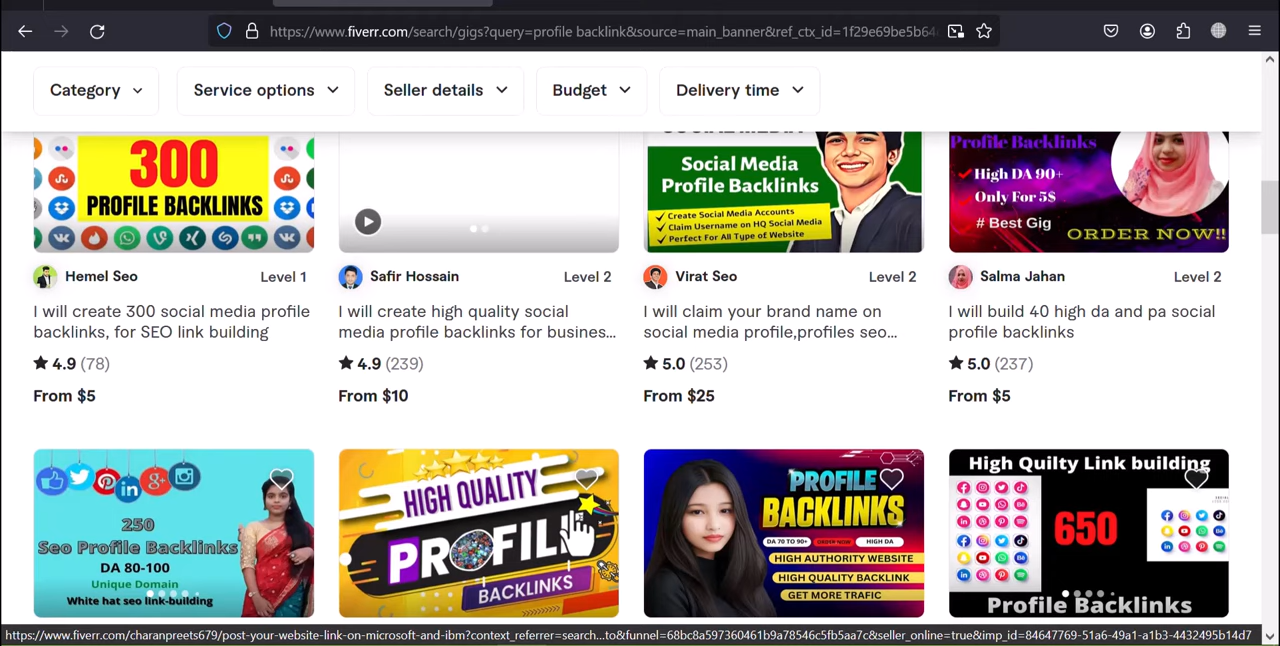 https://www.fiverr.com/search/gigs?query=profile backlink&source=main_banner&ref_ctx_id=1f29e69be5b64
Category
Service options
Seller details
Budget
Delivery time
300
PROFILE BACKLINKS
Social Media
Profile Backlinks
Create Social Media Accounts
Claim Username on HQ Social Media
Perfect For All Type of Website
Profile Backlinks
High DA 90+
Only For 5$
# Best Gig
ORDER NOW!!
Hemel Seo
Level 1
I will create 300 social media profile
backlinks, for SEO link building
4.9 (78)
From $5
Safir Hossain
Level 2
I will create high quality social
media profile backlinks for busines...
4.9 (239)
From $10
Virat Seo
Level 2
I will claim your brand name on
social media profile,profiles seo...
5.0 (253)
From $25
Salma Jahan
Level 2
I will build 40 high da and pa social
profile backlinks
5.0 (237)
From $5
250
Seo Profile Backlinks
DA 80-100
Unique Domain
White hat seo link-building
HIGH QUALITY
PROFIL
BACKLINKS
PROFILE
BACKLINKS
DA 70 TO 90+
ORDER NOW
HIGH DA
HIGH AUTHORITY WEBSITE
HIGH QUALITY BACKLINK
GET MORE TRAFIC
High Quilty Link building
650
Profile Backlinks
https://www.fiverr.com/charanpreets679/post-your-website-link-on-microsoft-and-ibm?context_referrer=search...to&funnel=68bc8a597360461b9a78546c5fb5aa7c&seller_online=true&imp_id=84647769-51a6-49a1-a1b3-4432495b14d7